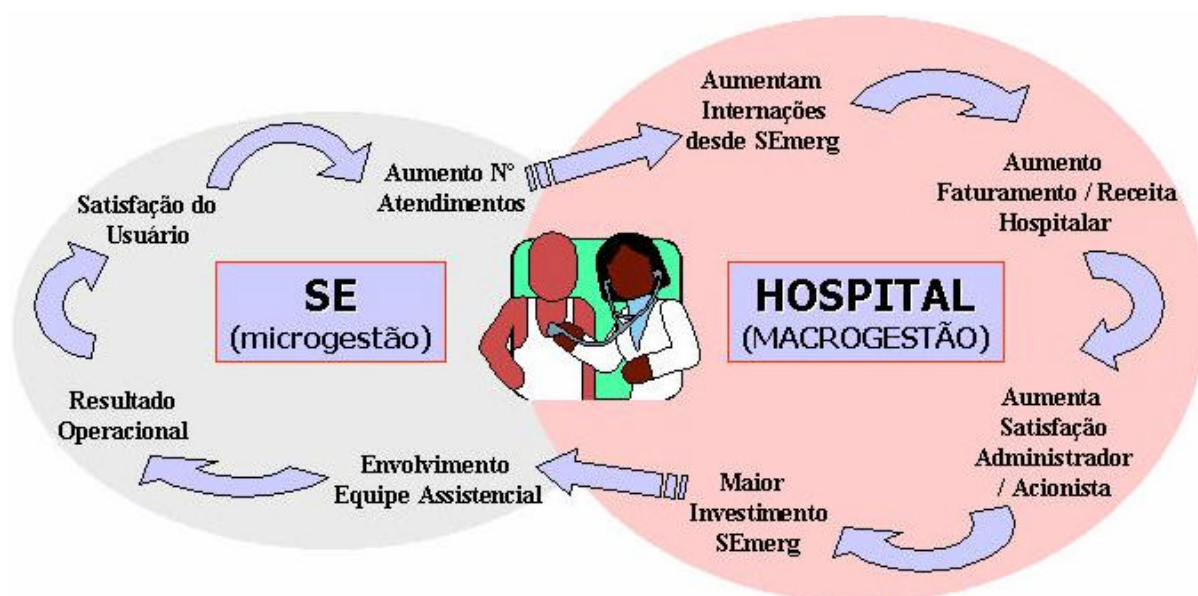 Satisfação do
Usuário
Aumento N°
Atendimentos
SE
(microgestão)
Resultado
Operacional
Envolvimento
Equipe Assistencial
Aumentam
Internações
desde SEmerg
Aumento
Faturamento / Receita
Hospitalar
HOSPITAL
(MACROGESTÃO)
Aumenta
Satisfação
Administrador
/ Acionista
Maior
Investimento
SEmerg